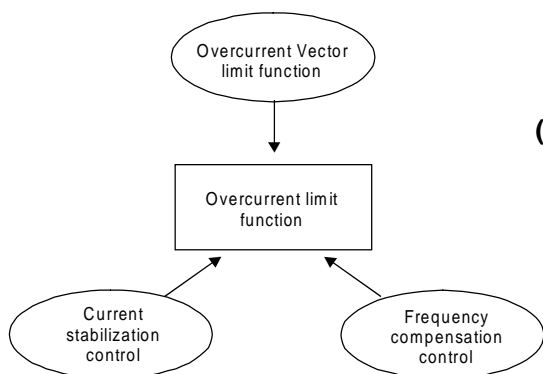 Overcurrent Vector
limit function
(
Overcurrent limit
function
Current
stabilization
control
Frequency
compensation
control